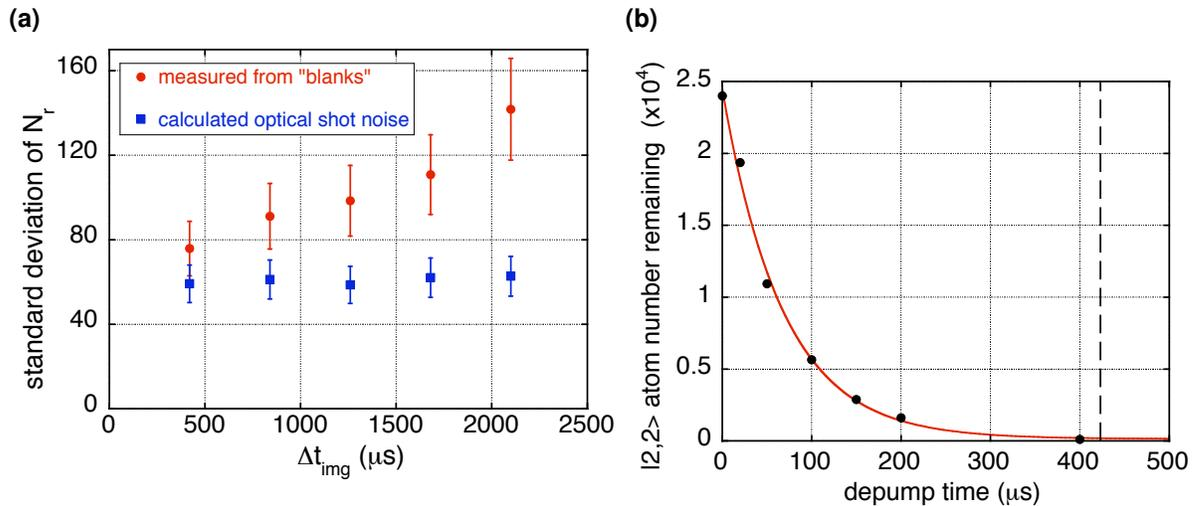 (a)
standard deviation of N_r
160
120
80
40
0
measured from "blanks"
calculated optical shot noise
0 500 1000 1500 2000 2500
Δt_img (μs)
(b)
|2,2> atom number remaining (x10⁴)
2.5
2
1.5
1
0.5
0
0 100 200 300 400 500
depump time (μs)